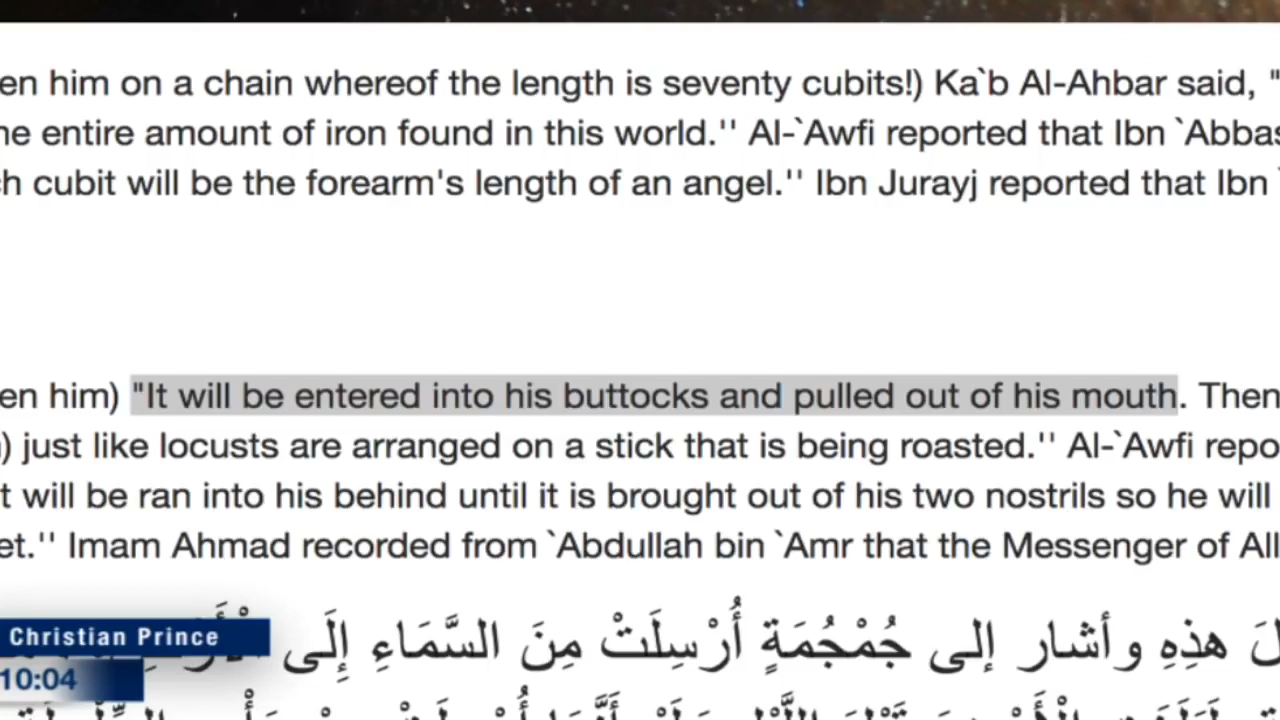 en him on a chain whereof the length is seventy cubits!) Ka`b Al-Ahbar said, "
he entire amount of iron found in this world.'' Al-`Awfi reported that Ibn `Abbas
ch cubit will be the forearm's length of an angel.'' Ibn Jurayj reported that Ibn `
en him) "It will be entered into his buttocks and pulled out of his mouth. Then
) just like locusts are arranged on a stick that is being roasted.'' Al-`Awfi repo
t will be ran into his behind until it is brought out of his two nostrils so he will
et.'' Imam Ahmad recorded from `Abdullah bin `Amr that the Messenger of All
هذِهِ وأشار إلى جُمْجُمَةٍ أُرْسِلَتْ مِنَ السَّمَاءِ إِلَى
Christian Prince
10:04